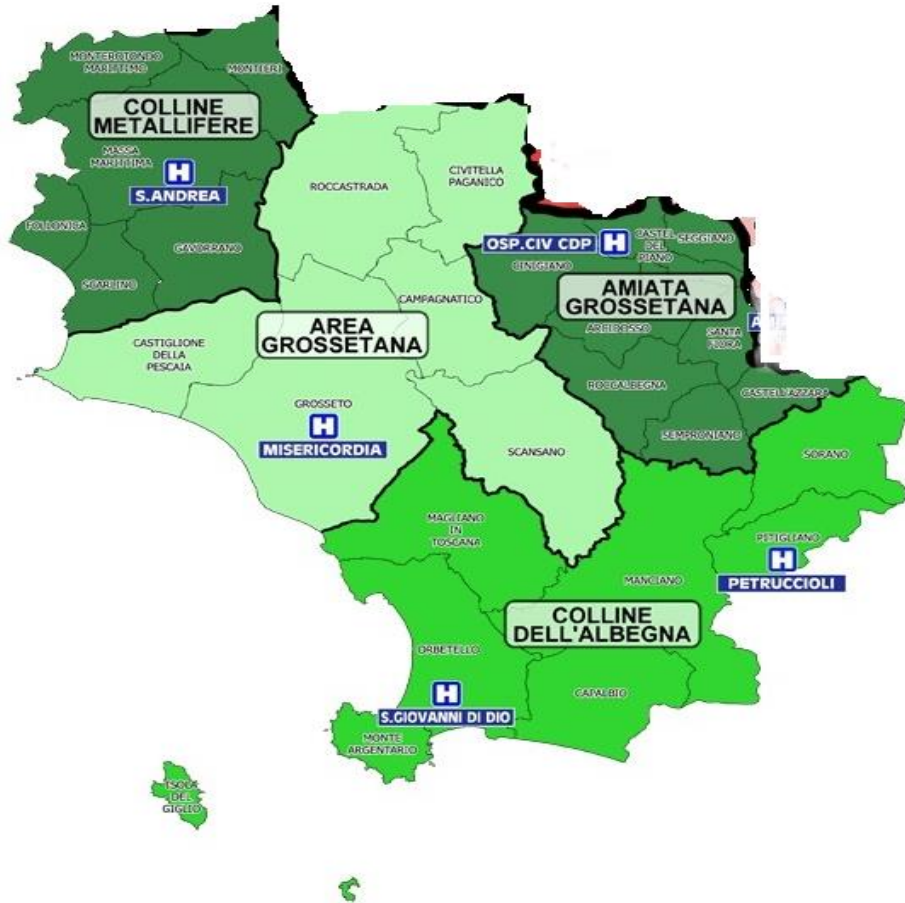 MONTEROTONDO
MARITTIMO
MONTIERI
COLLINE
METALLIFERE
MASSA
MARITTIMA
H
S.ANDREA
FOLLONICA
GAVORRANO
SCARLINO
ROCCASTRADA
CIVITELLA
PAGANICO
OSP.CIV CDP
H
CASTEL
DEL
PIANO
SEGGIANO
CINIGIANO
AMIATA
GROSSETANA
ARCIDOSSO
SANTA
FIORA
ROCCALBEGNA
CASTELL'AZZARA
SEMPRONIANO
CAMPAGNATICO
AREA
GROSSETANA
CASTIGLIONE
DELLA
PESCAIA
GROSSETO
H
MISERICORDIA
SCANSANO
SORANO
MAGLIANO
IN
TOSCANA
PITIGLIANO
H
PETRUCCIOLI
MANCIANO
COLLINE
DELL'ALBEGNA
ORBETELLO
CAPALBIO
H
S.GIOVANNI DI DIO
MONTE
ARGENTARIO
ISOLA
DEL
GIGLIO